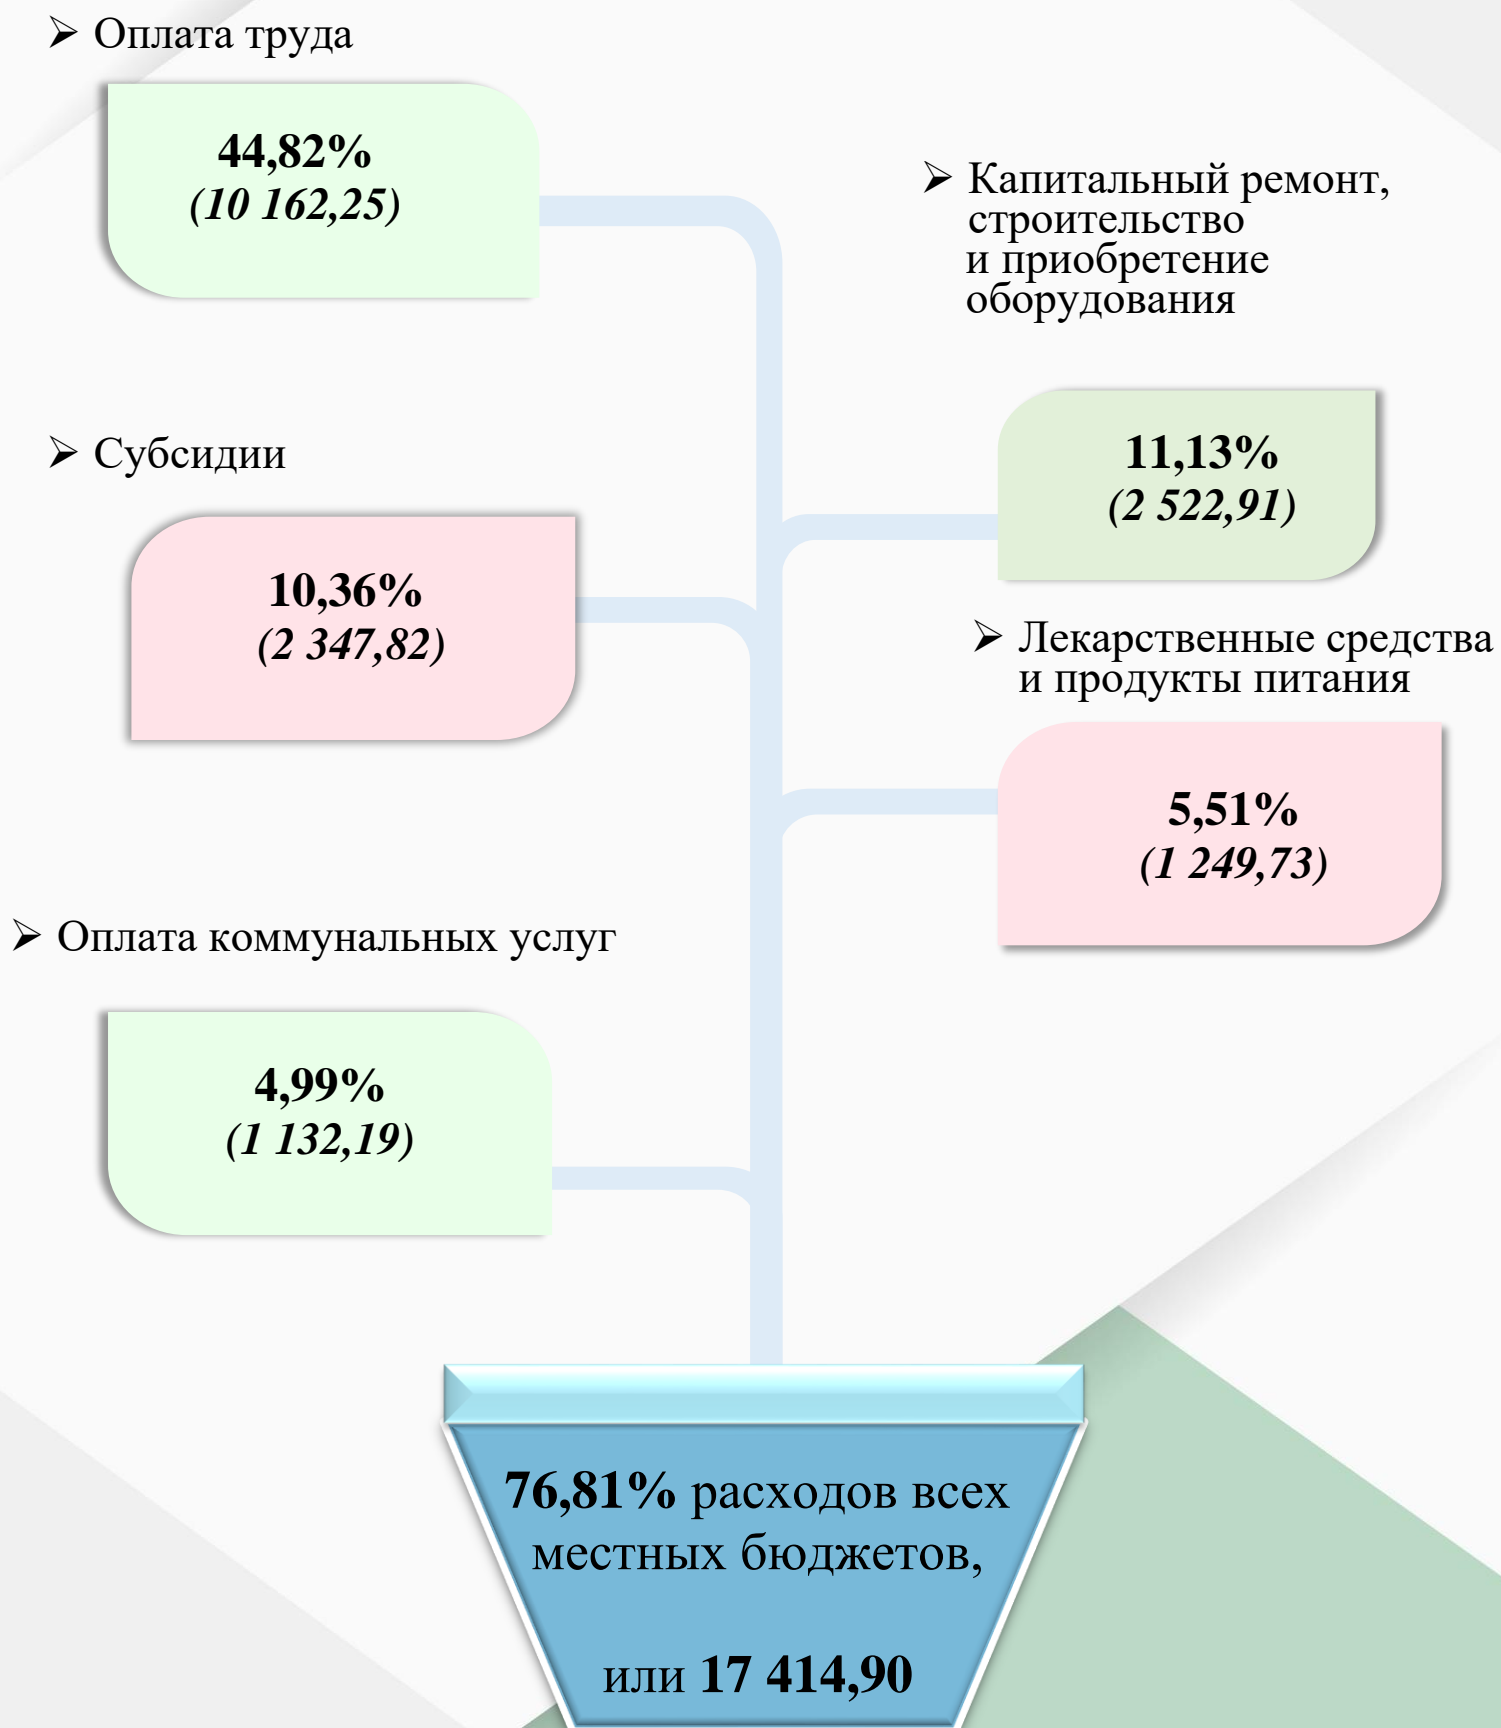 Оплата труда
44,82%
(10 162,25)
Капитальный ремонт,
строительство
и приобретение
оборудования
11,13%
(2 522,91)
Субсидии
10,36%
(2 347,82)
Лекарственные средства
и продукты питания
5,51%
(1 249,73)
Оплата коммунальных услуг
4,99%
(1 132,19)
76,81% расходов всех
местных бюджетов,
или 17 414,90